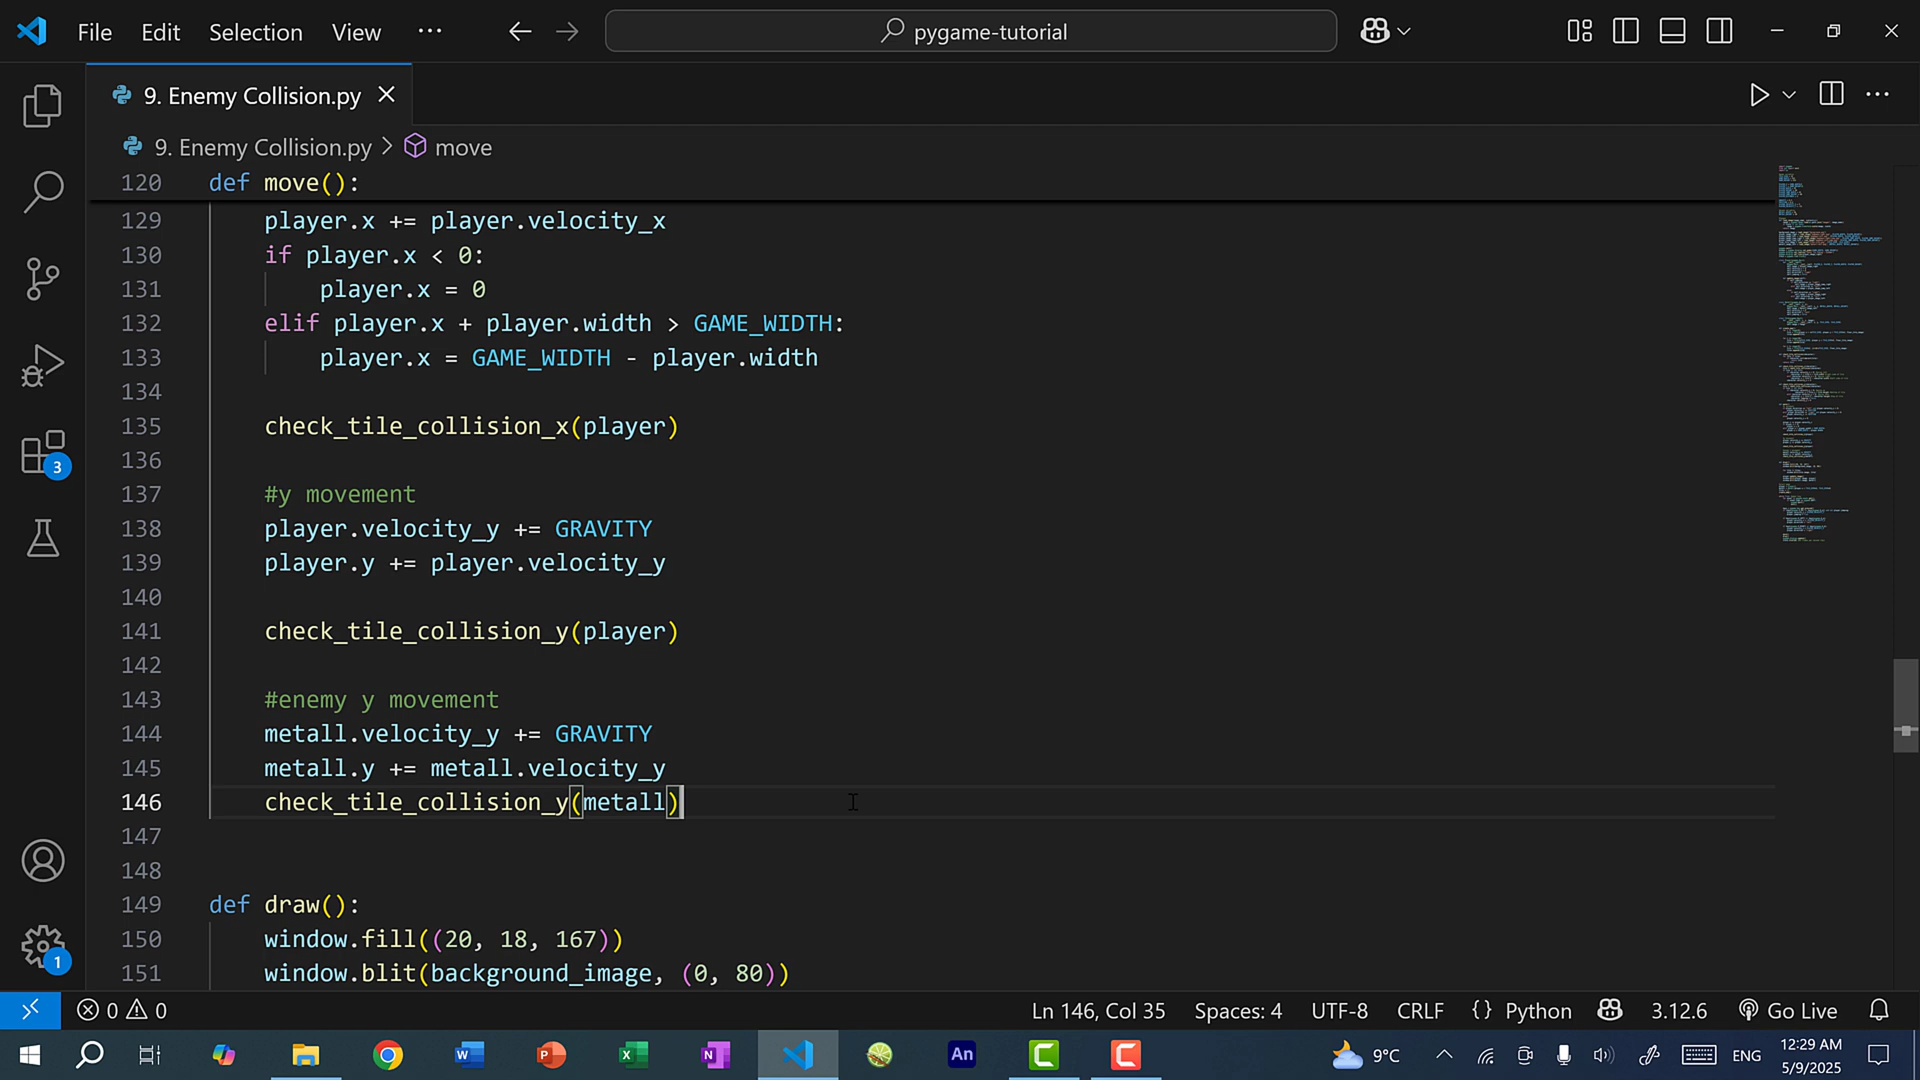 File Edit Selection View ··· pygame-tutorial
9. Enemy Collision.py
9. Enemy Collision.py > move
120 def move():
129 player.x += player.velocity_x
130 if player.x < 0:
131 player.x = 0
132 elif player.x + player.width > GAME_WIDTH:
133 player.x = GAME_WIDTH - player.width
134
135 check_tile_collision_x(player)
136
137 #y movement
138 player.velocity_y += GRAVITY
139 player.y += player.velocity_y
140
141 check_tile_collision_y(player)
142
143 #enemy y movement
144 metall.velocity_y += GRAVITY
145 metall.y += metall.velocity_y
146 check_tile_collision_y(metall)
147
148
149 def draw():
150 window.fill((20, 18, 167))
151 window.blit(background_image, (0, 80))
3
1
0 0 Ln 146, Col 35 Spaces: 4 UTF-8 CRLF {} Python 3.12.6 Go Live
An 9°C ENG 12:29 AM
5/9/2025